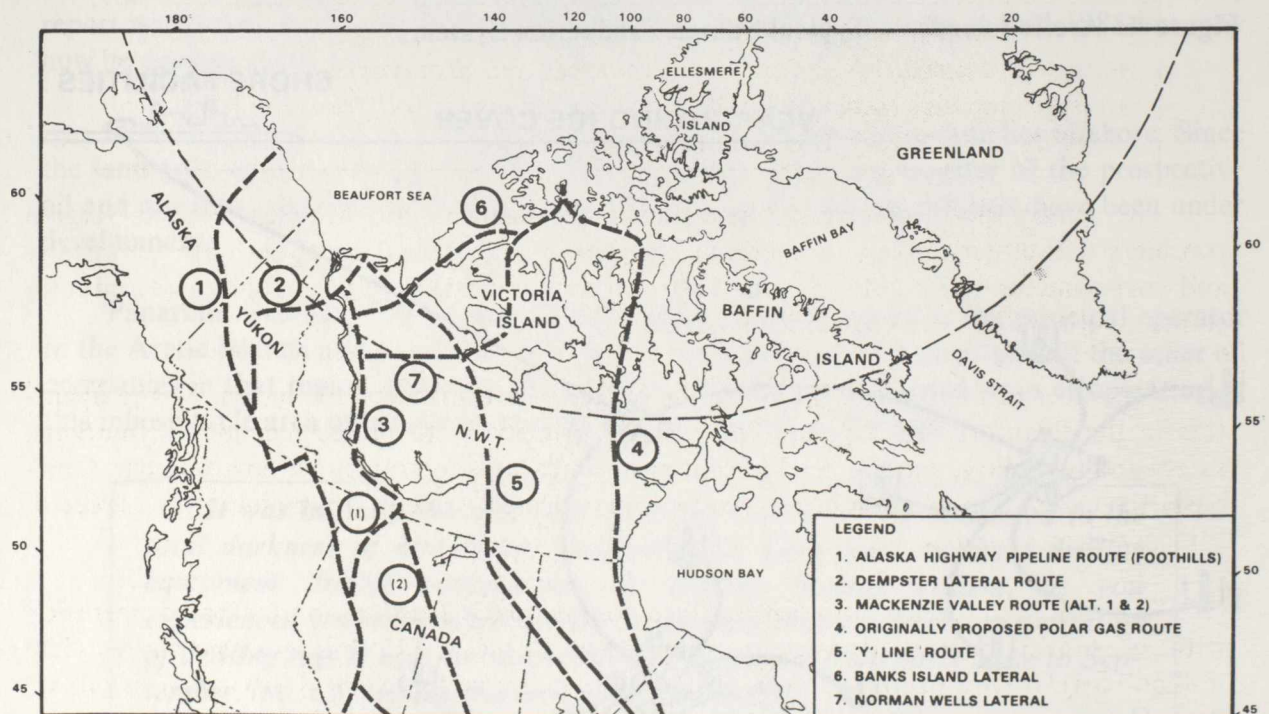 180° 160 140 120 100 80 60 40 20
ELLESMERE
ISLAND
GREENLAND
60
ALASKA
BEAUFORT SEA
6
BAFFIN BAY
60
1
2
YUKON
VICTORIA
ISLAND
BAFFIN
ISLAND
DAVIS STRAIT
55
7
3
N.W.T.
4
55
5
(1)
50
(2)
HUDSON BAY
50
CANADA
45
45
LEGEND
1. ALASKA HIGHWAY PIPELINE ROUTE (FOOTHILLS)
2. DEMPSTER LATERAL ROUTE
3. MACKENZIE VALLEY ROUTE (ALT. 1 & 2)
4. ORIGINALLY PROPOSED POLAR GAS ROUTE
5. 'Y' LINE ROUTE
6. BANKS ISLAND LATERAL
7. NORMAN WELLS LATERAL